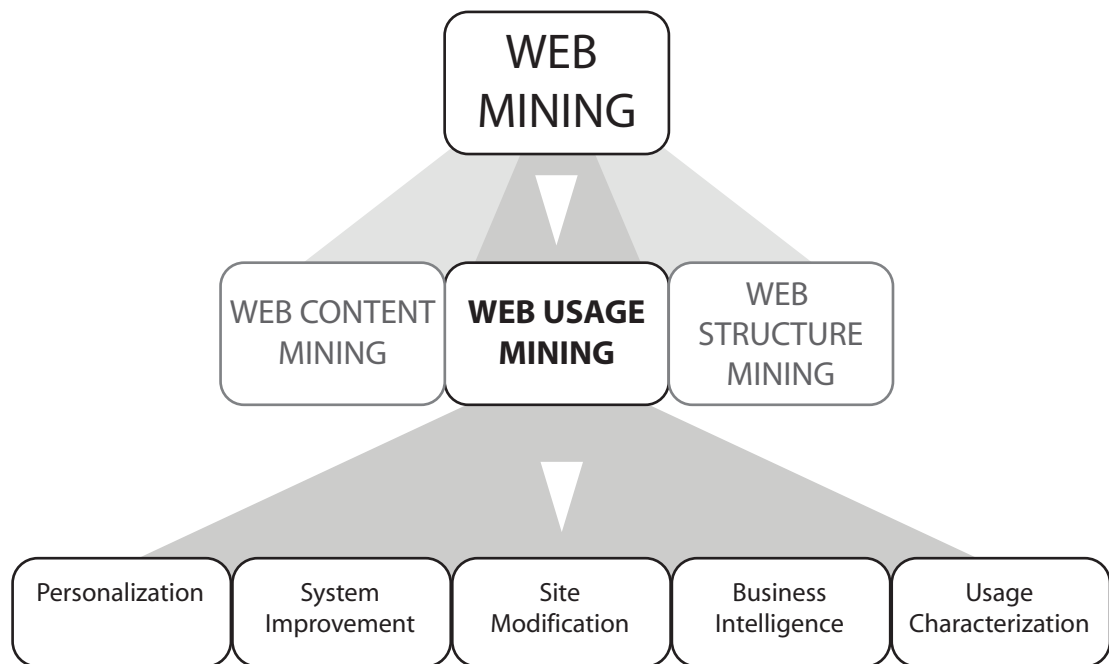 WEB
MINING
WEB CONTENT
MINING
WEB USAGE
MINING
WEB
STRUCTURE
MINING
Personalization
System
Improvement
Site
Modification
Business
Intelligence
Usage
Characterization